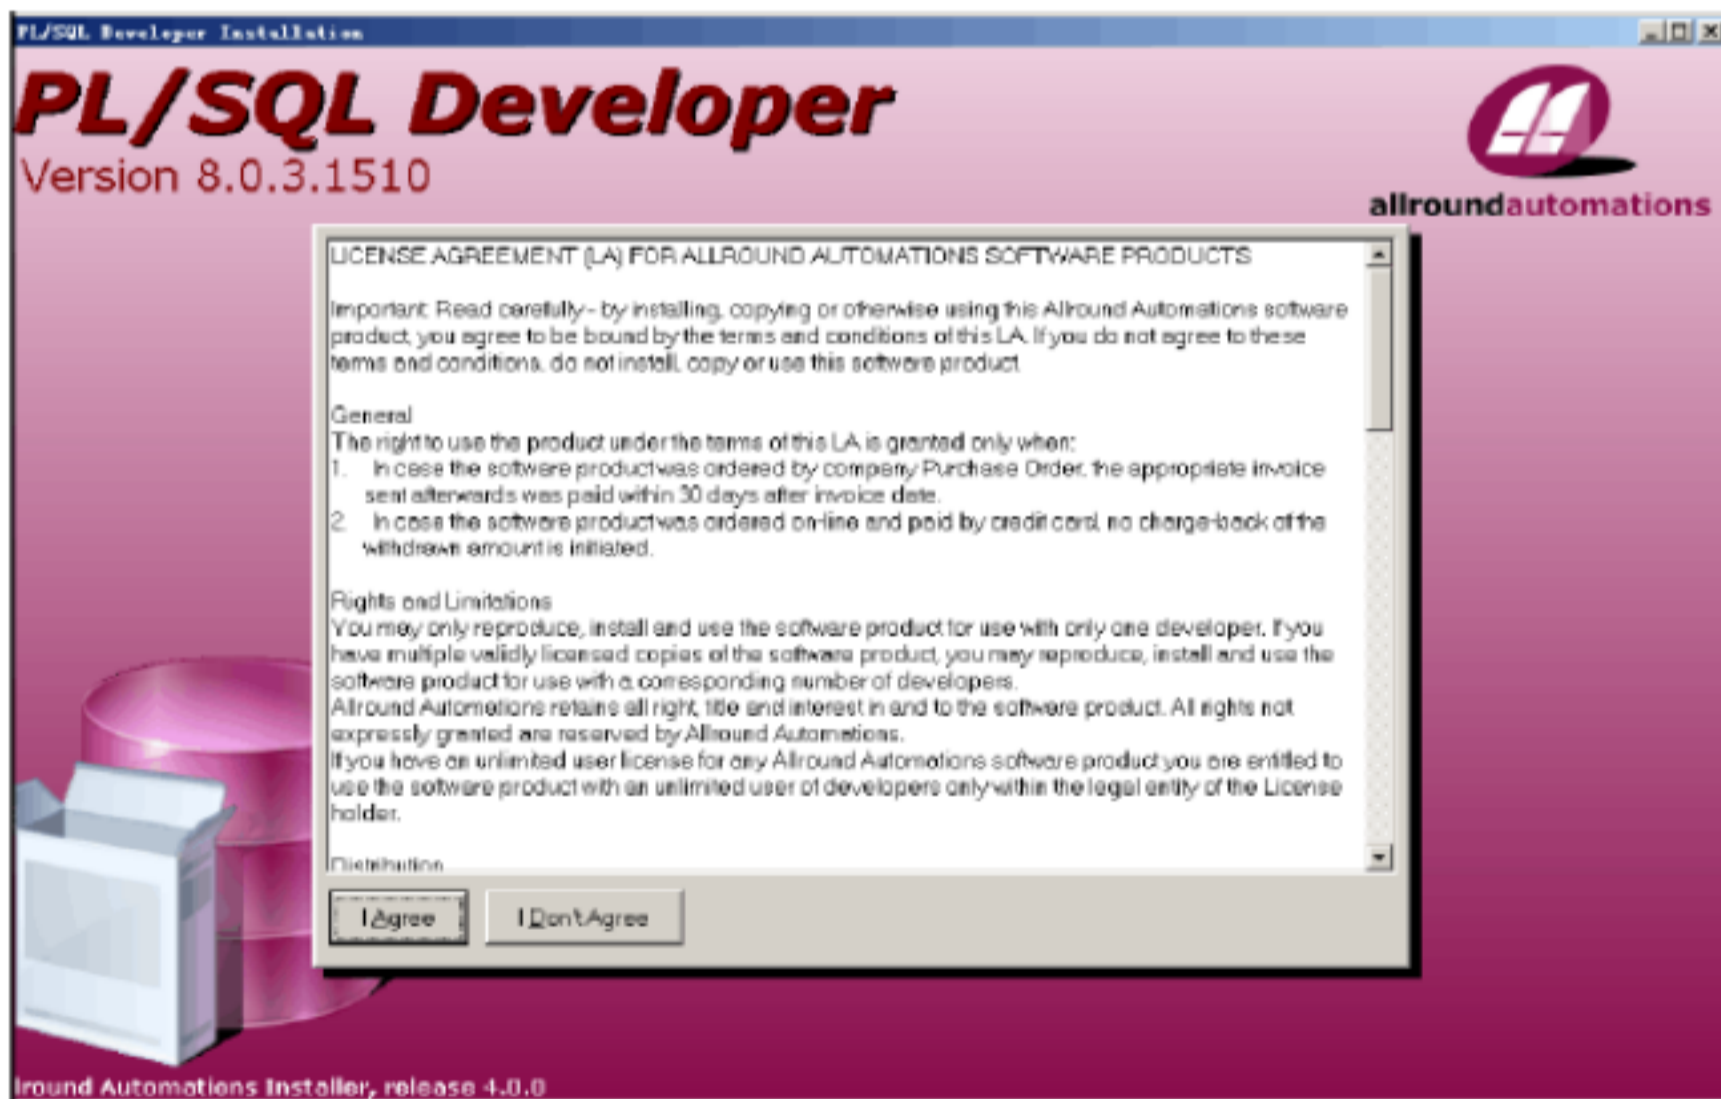 PL/SQL Developer Installation
PL/SQL Developer
Version 8.0.3.1510
allroundautomations
LICENSE AGREEMENT (LA) FOR ALLROUND AUTOMATIONS SOFTWARE PRODUCTS
Important: Read carefully - by installing, copying or otherwise using this Allround Automations software
product, you agree to be bound by the terms and conditions of this LA. If you do not agree to these
terms and conditions, do not install, copy or use this software product.
General
The right to use the product under the terms of this LA is granted only when:
1. In case the software product was ordered by company Purchase Order, the appropriate invoice
sent afterwards was paid within 30 days after invoice date.
2. In case the software product was ordered on-line and paid by credit card, no charge-back of the
withdrawn amount is initiated.
Rights and Limitations
You may only reproduce, install and use the software product for use with only one developer. If you
have multiple validly licensed copies of the software product, you may reproduce, install and use the
software product for use with a corresponding number of developers.
Allround Automations retains all right, title and interest in and to the software product. All rights not
expressly granted are reserved by Allround Automations.
If you have an unlimited user license for any Allround Automations software product you are entitled to
use the software product with an unlimited user of developers only within the legal entity of the License
holder.
Distribution
I Agree
I Don't Agree
lround Automations Installer, release 4.0.0